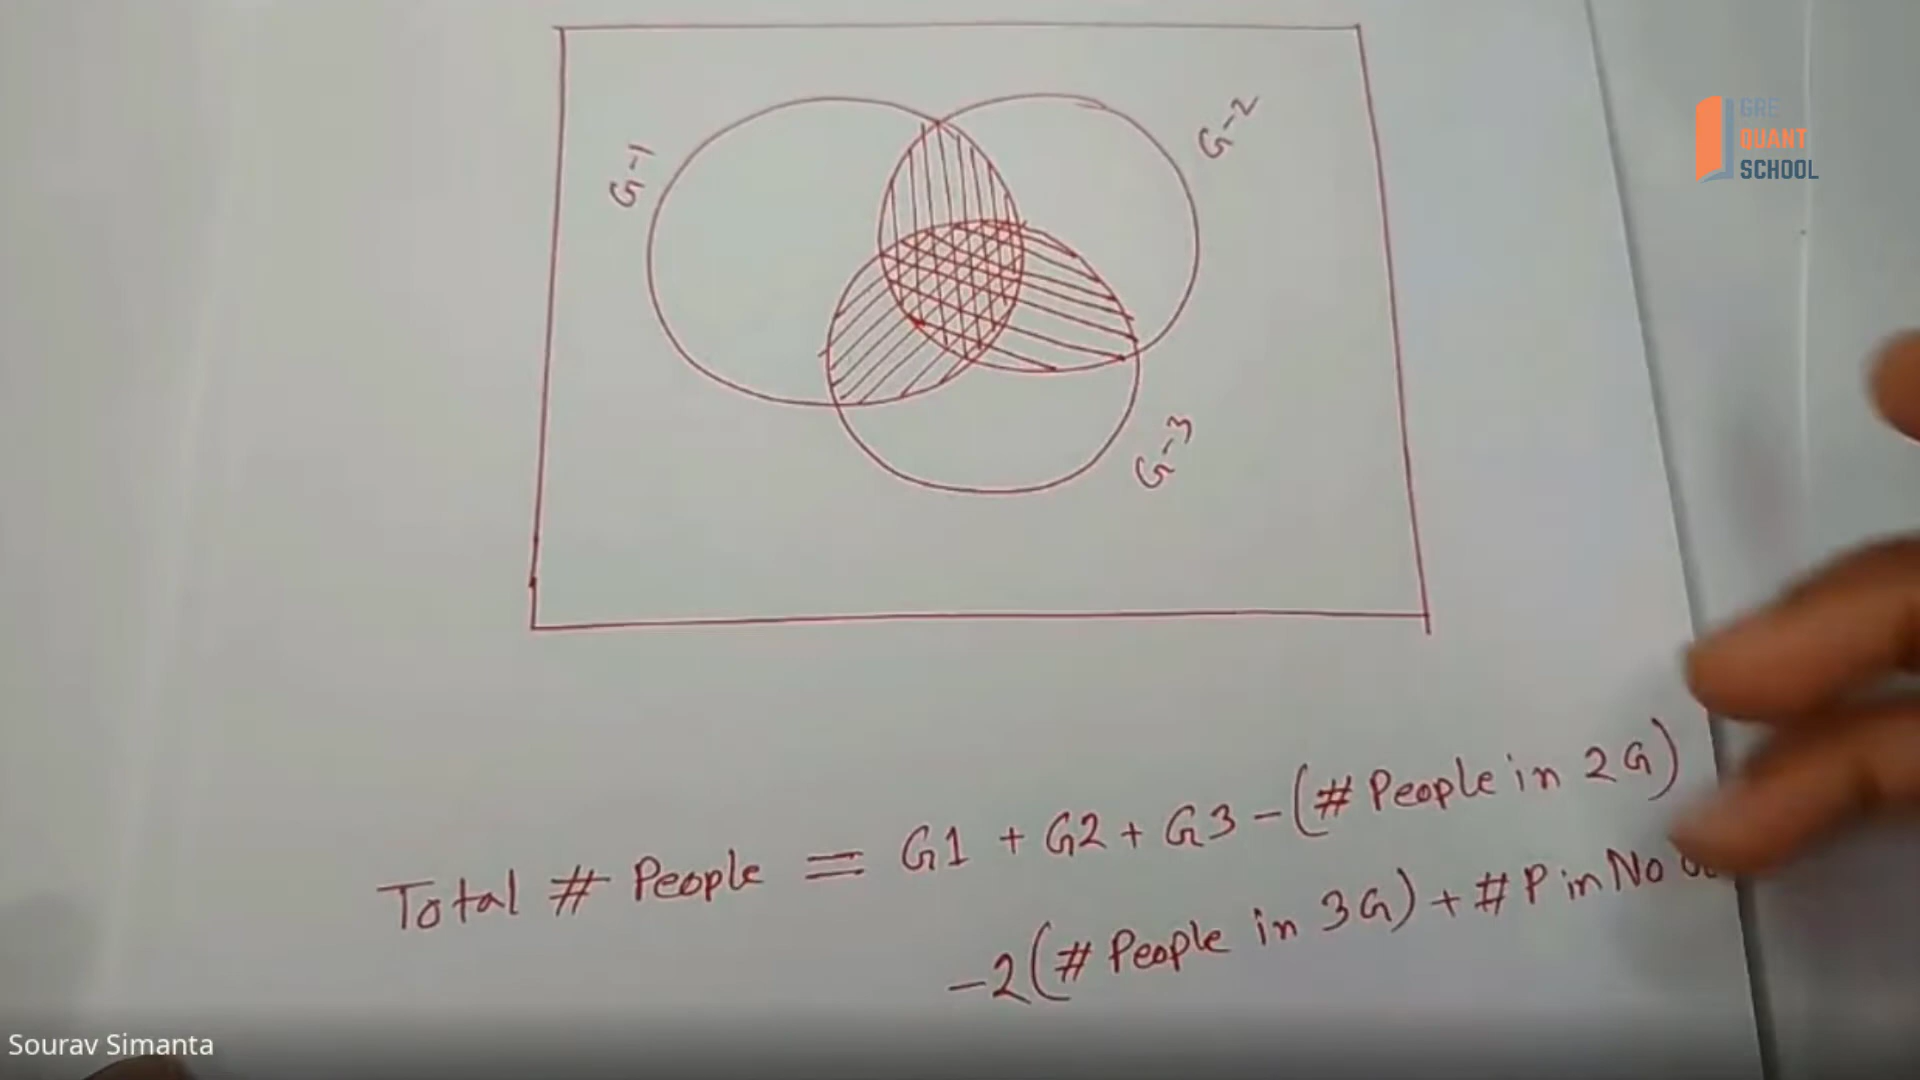 G-1
G-2
GRE
QUANT
SCHOOL
G-3
Total # People = G1 + G2 + G3 - (# People in 2G)
-2(# People in 3G) + # P in No
Sourav Simanta